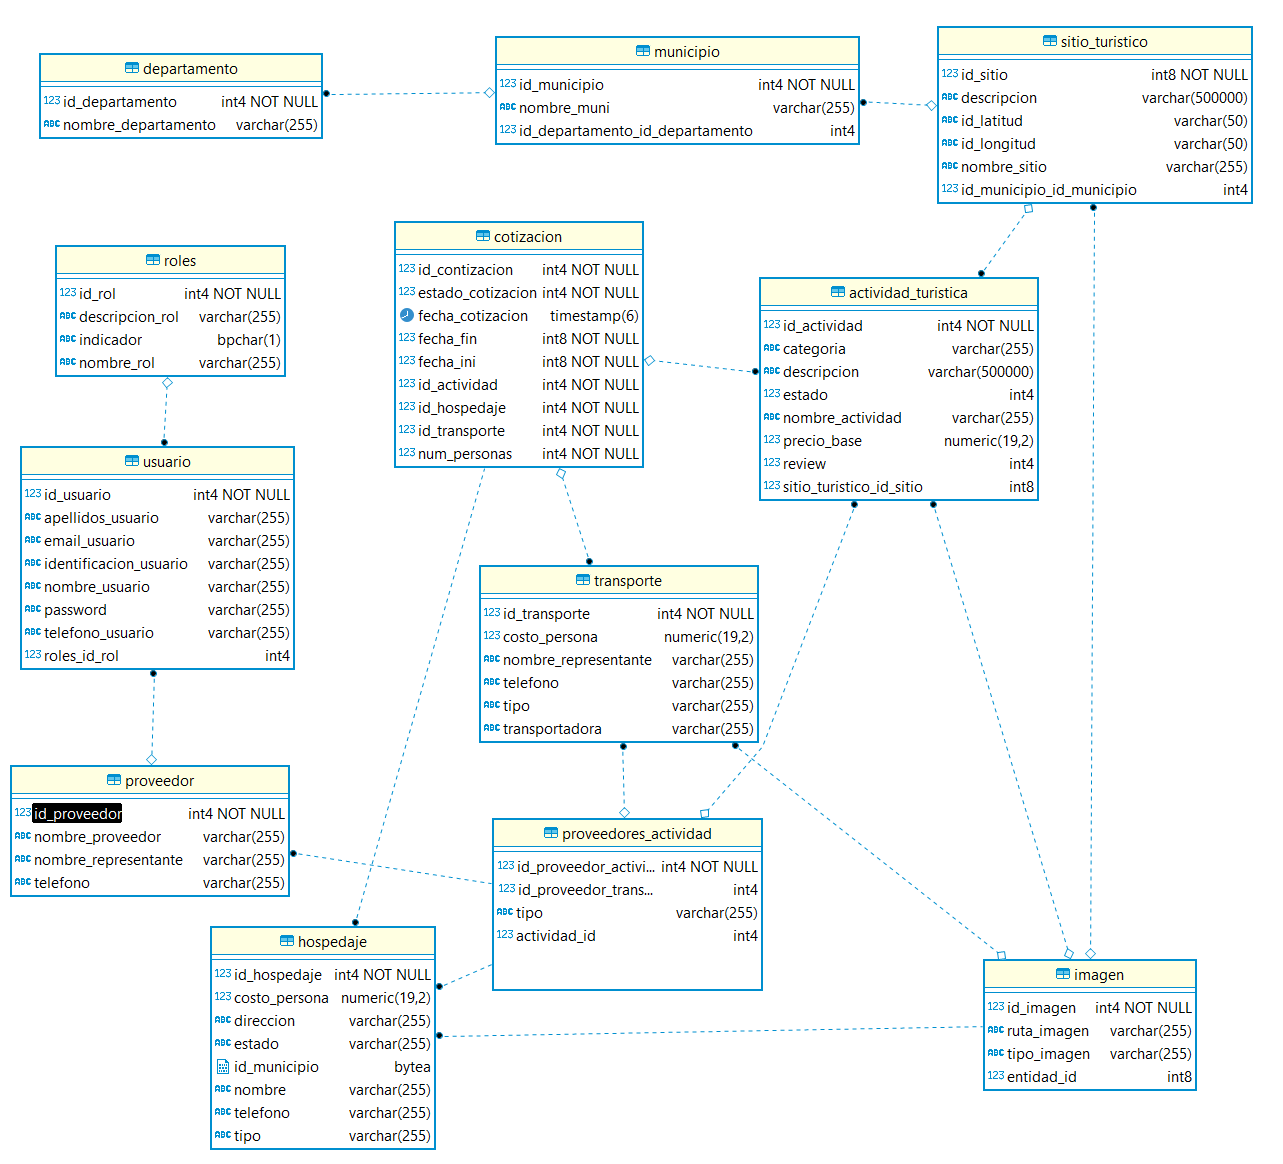 departamento
123 id_departamento int4 NOT NULL
ABC nombre_departamento varchar(255)
municipio
123 id_municipio int4 NOT NULL
ABC nombre_muni varchar(255)
123 id_departamento_id_departamento int4
sitio_turistico
123 id_sitio int8 NOT NULL
ABC descripcion varchar(500000)
ABC id_latitud varchar(50)
ABC id_longitud varchar(50)
ABC nombre_sitio varchar(255)
123 id_municipio_id_municipio int4
roles
123 id_rol int4 NOT NULL
ABC descripcion_rol varchar(255)
ABC indicador bpchar(1)
ABC nombre_rol varchar(255)
cotizacion
123 id_contizacion int4 NOT NULL
123 estado_cotizacion int4 NOT NULL
fecha_cotizacion timestamp(6)
123 fecha_fin int8 NOT NULL
123 fecha_ini int8 NOT NULL
123 id_actividad int4 NOT NULL
123 id_hospedaje int4 NOT NULL
123 id_transporte int4 NOT NULL
123 num_personas int4 NOT NULL
actividad_turistica
123 id_actividad int4 NOT NULL
ABC categoria varchar(255)
ABC descripcion varchar(500000)
123 estado int4
ABC nombre_actividad varchar(255)
123 precio_base numeric(19,2)
123 review int4
123 sitio_turistico_id_sitio int8
usuario
123 id_usuario int4 NOT NULL
ABC apellidos_usuario varchar(255)
ABC email_usuario varchar(255)
ABC identificacion_usuario varchar(255)
ABC nombre_usuario varchar(255)
ABC password varchar(255)
ABC telefono_usuario varchar(255)
123 roles_id_rol int4
transporte
123 id_transporte int4 NOT NULL
123 costo_persona numeric(19,2)
ABC nombre_representante varchar(255)
ABC telefono varchar(255)
ABC tipo varchar(255)
ABC transportadora varchar(255)
proveedor
123 id_proveedor int4 NOT NULL
ABC nombre_proveedor varchar(255)
ABC nombre_representante varchar(255)
ABC telefono varchar(255)
proveedores_actividad
123 id_proveedor_activi... int4 NOT NULL
123 id_proveedor_trans... int4
ABC tipo varchar(255)
123 actividad_id int4
hospedaje
123 id_hospedaje int4 NOT NULL
123 costo_persona numeric(19,2)
ABC direccion varchar(255)
ABC estado varchar(255)
id_municipio bytea
ABC nombre varchar(255)
ABC telefono varchar(255)
ABC tipo varchar(255)
imagen
123 id_imagen int4 NOT NULL
ABC ruta_imagen varchar(255)
ABC tipo_imagen varchar(255)
123 entidad_id int8